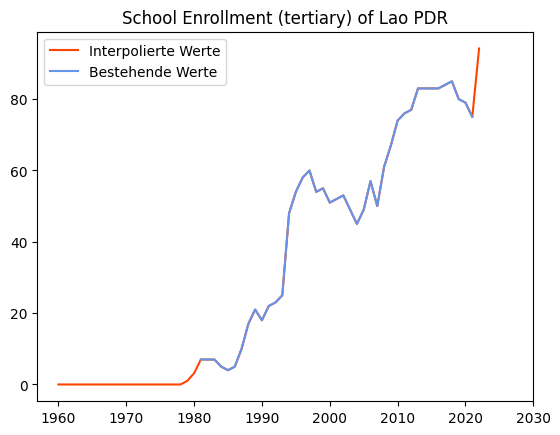 School Enrollment (tertiary) of Lao PDR
Interpolierte Werte
Bestehende Werte
80
60
40
20
0
1960 1970 1980 1990 2000 2010 2020 2030